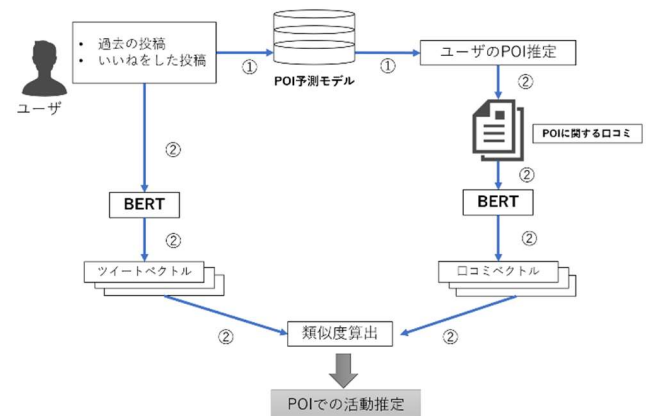 ・ 過去の投稿
・ いいねをした投稿
ユーザ
①
POI予測モデル
①
ユーザのPOI推定
②
POIに関する口コミ
②
②
BERT
BERT
②
②
ツイートベクトル
口コミベクトル
②
類似度算出
②
POIでの活動推定